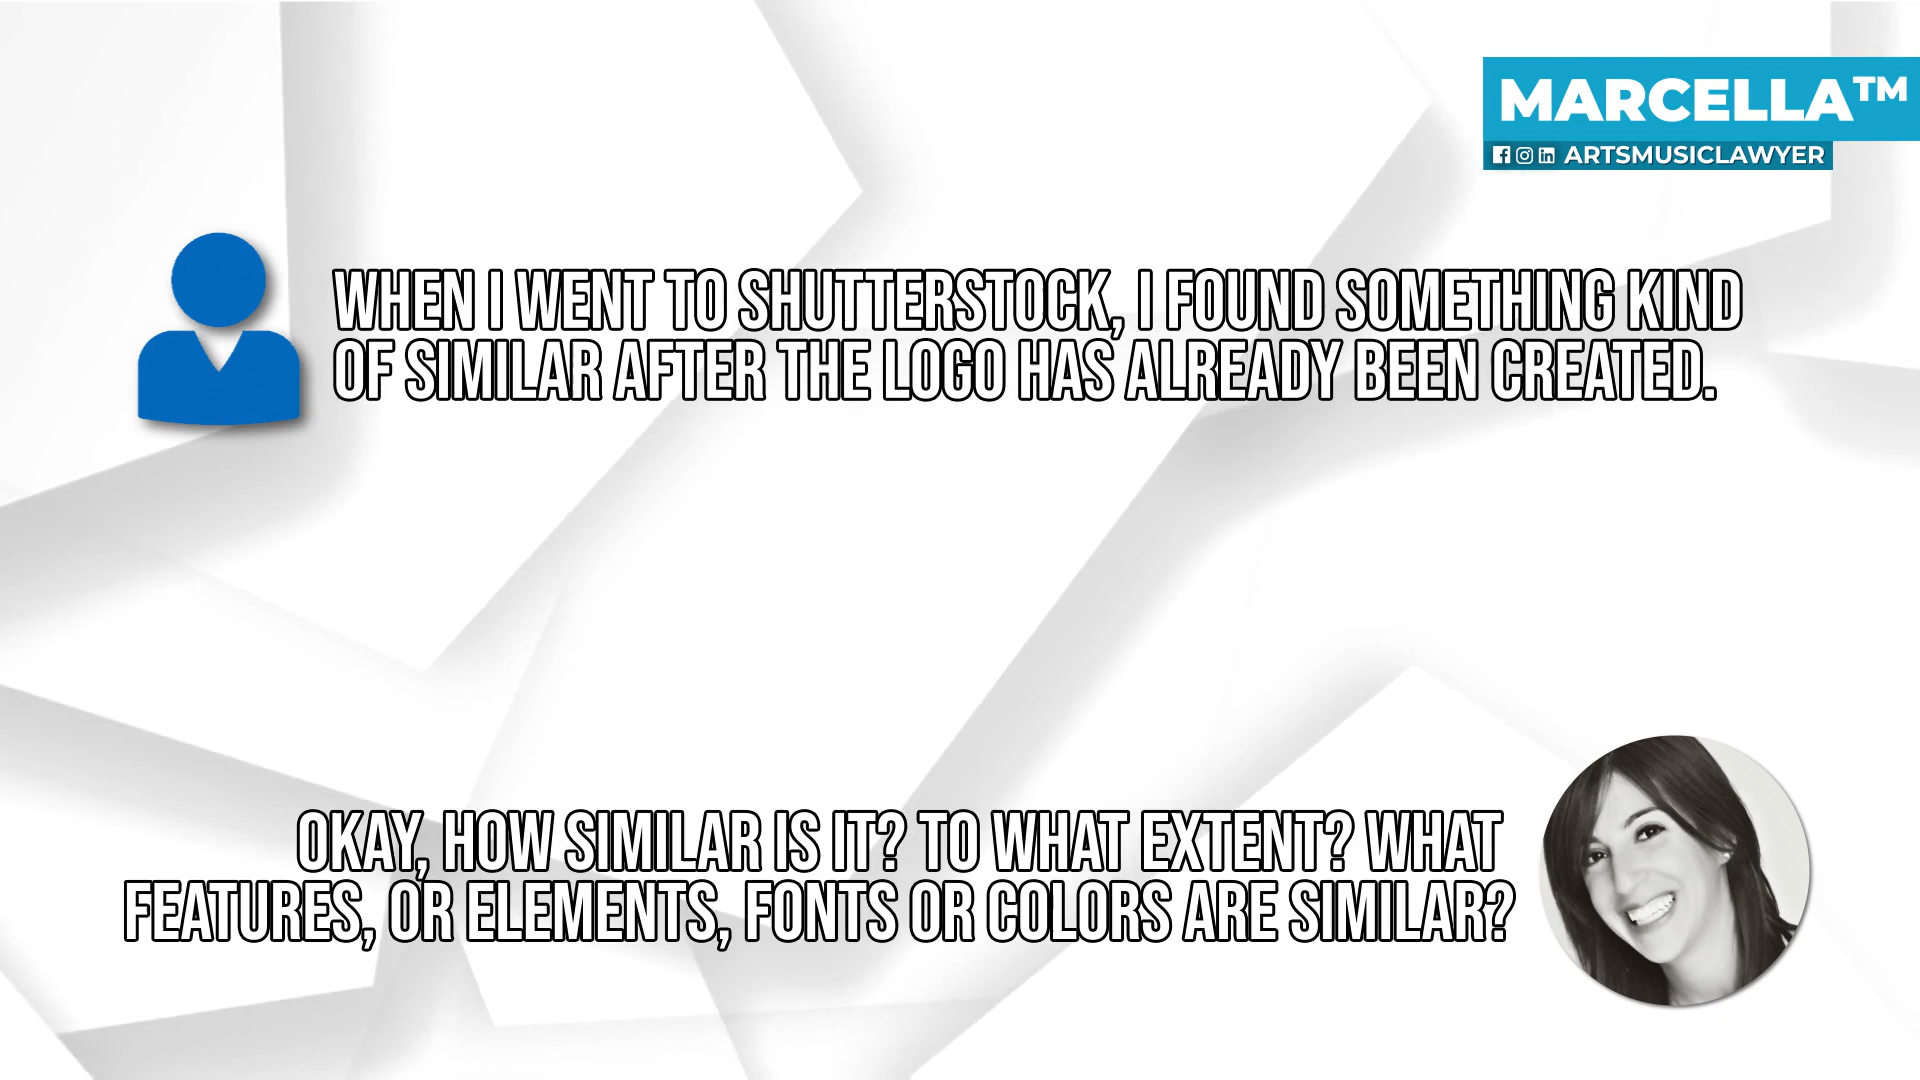 MARCELLA™
ARTSMUSICLAWYER
WHEN I WENT TO SHUTTERSTOCK, I FOUND SOMETHING KIND
OF SIMILAR AFTER THE LOGO HAS ALREADY BEEN CREATED.
OKAY, HOW SIMILAR IS IT? TO WHAT EXTENT? WHAT
FEATURES, OR ELEMENTS, FONTS OR COLORS ARE SIMILAR?